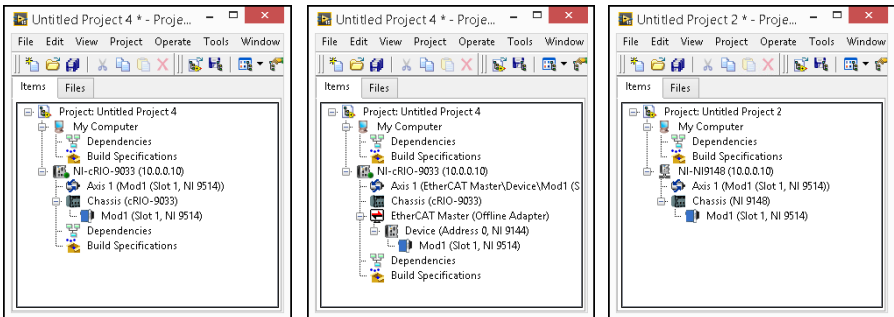 Untitled Project 4 * - Proje...
File Edit View Project Operate Tools Window
Items Files
Project: Untitled Project 4
My Computer
Dependencies
Build Specifications
NI-cRIO-9033 (10.0.0.10)
Axis 1 (Mod1 (Slot 1, NI 9514))
Chassis (cRIO-9033)
Mod1 (Slot 1, NI 9514)
Dependencies
Build Specifications
Untitled Project 4 * - Proje...
File Edit View Project Operate Tools Window
Items Files
Project: Untitled Project 4
My Computer
Dependencies
Build Specifications
NI-cRIO-9033 (10.0.0.10)
Axis 1 (EtherCAT Master\Device\Mod1 (S
Chassis (cRIO-9033)
EtherCAT Master (Offline Adapter)
Device (Address 0, NI 9144)
Mod1 (Slot 1, NI 9514)
Dependencies
Build Specifications
Untitled Project 2 * - Proje...
File Edit View Project Operate Tools Window
Items Files
Project: Untitled Project 2
My Computer
Dependencies
Build Specifications
NI-NI9148 (10.0.0.10)
Axis 1 (Mod1 (Slot 1, NI 9514))
Chassis (NI 9148)
Mod1 (Slot 1, NI 9514)